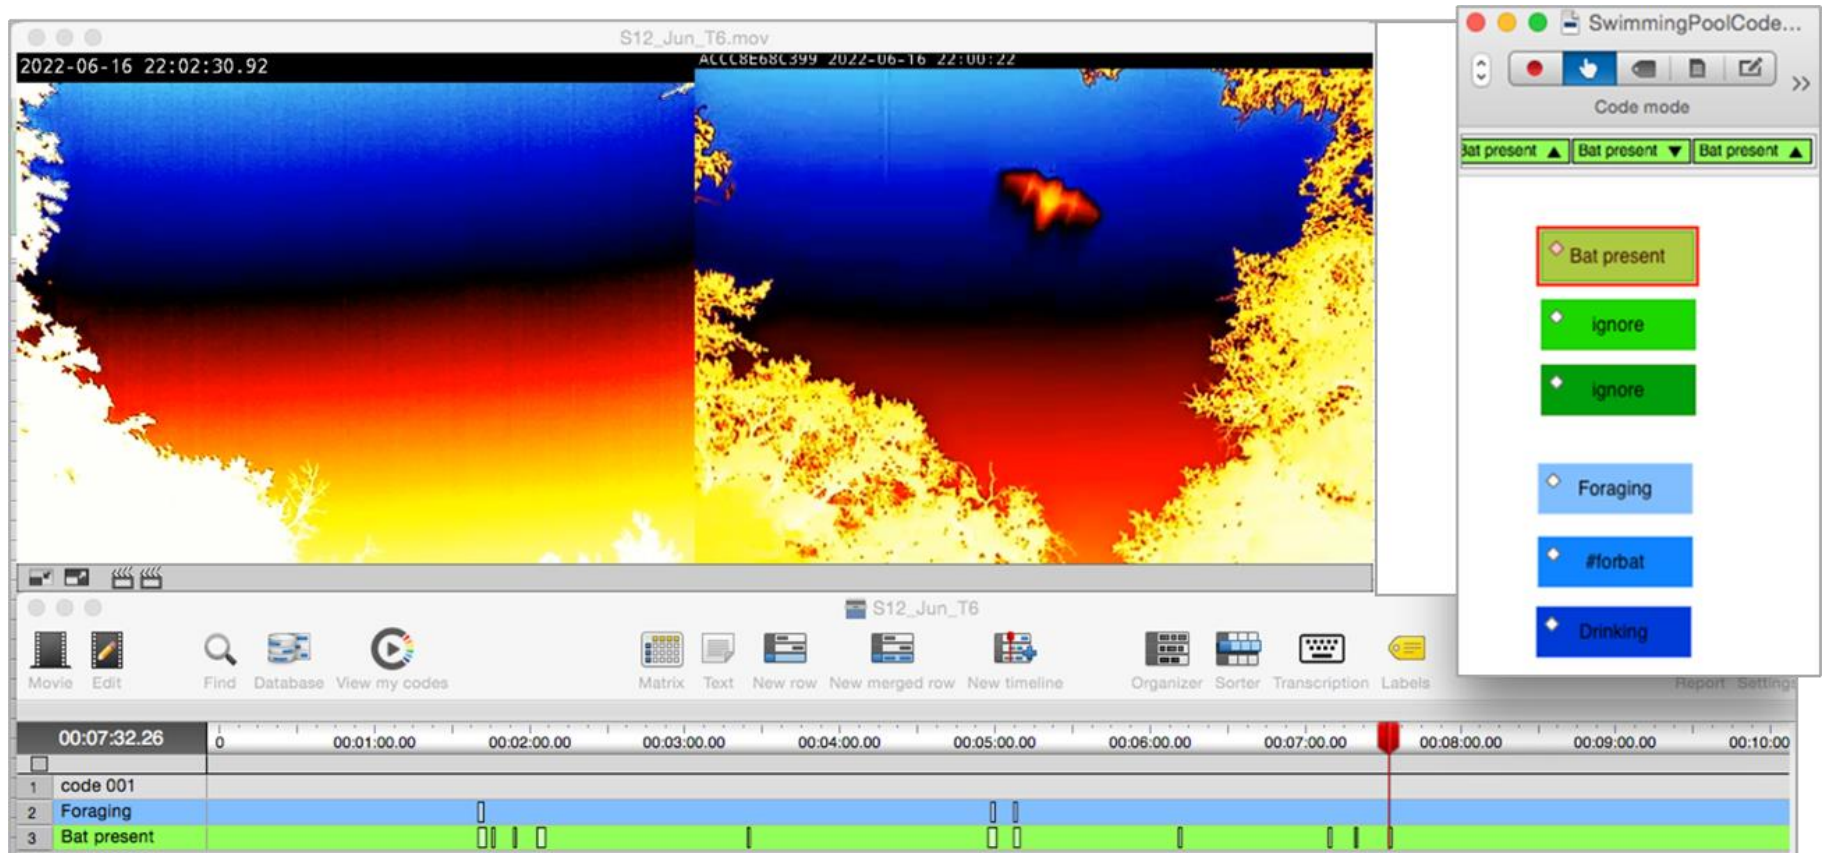 S12_Jun_T6.mov
2022-06-16 22:02:30.92
ACCC8E68C399 2022-06-16 22:00:22
SwimmingPoolCode...
Code mode
Bat present ▲ Bat present ▼ Bat present ▲
Bat present
ignore
ignore
Foraging
#forbat
Drinking
S12_Jun_T6
Movie Edit Find Database View my codes Matrix Text New row New merged row New timeline Organizer Sorter Transcription Labels Report Settings
00:07:32.26 0 00:01:00.00 00:02:00.00 00:03:00.00 00:04:00.00 00:05:00.00 00:06:00.00 00:07:00.00 00:08:00.00 00:09:00.00 00:10:00
1 code 001
2 Foraging
3 Bat present